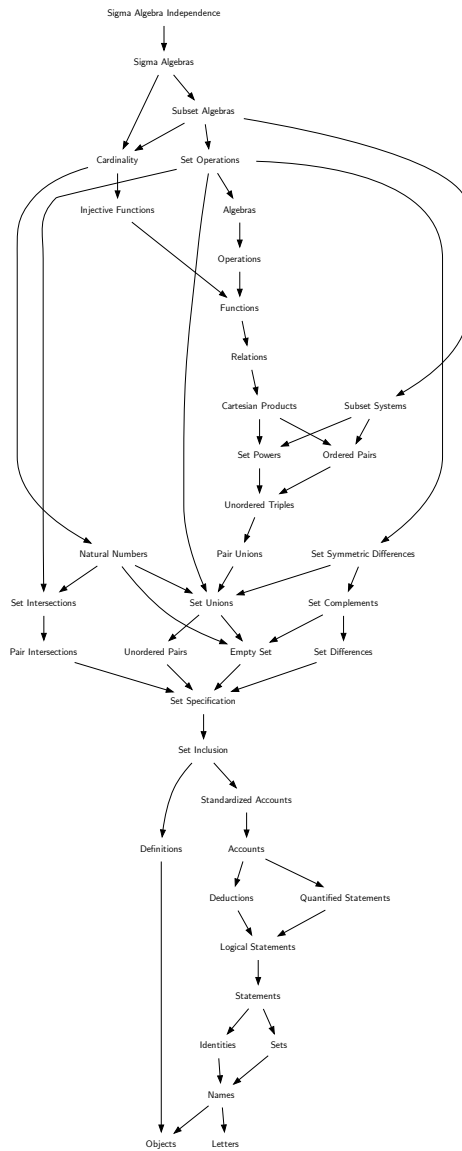 Sigma Algebra Independence
Sigma Algebras
Subset Algebras
Cardinality
Set Operations
Injective Functions
Algebras
Operations
Functions
Relations
Cartesian Products
Subset Systems
Set Powers
Ordered Pairs
Unordered Triples
Natural Numbers
Pair Unions
Set Symmetric Differences
Set Intersections
Set Unions
Set Complements
Pair Intersections
Unordered Pairs
Empty Set
Set Differences
Set Specification
Set Inclusion
Standardized Accounts
Definitions
Accounts
Deductions
Quantified Statements
Logical Statements
Statements
Identities
Sets
Names
Objects
Letters